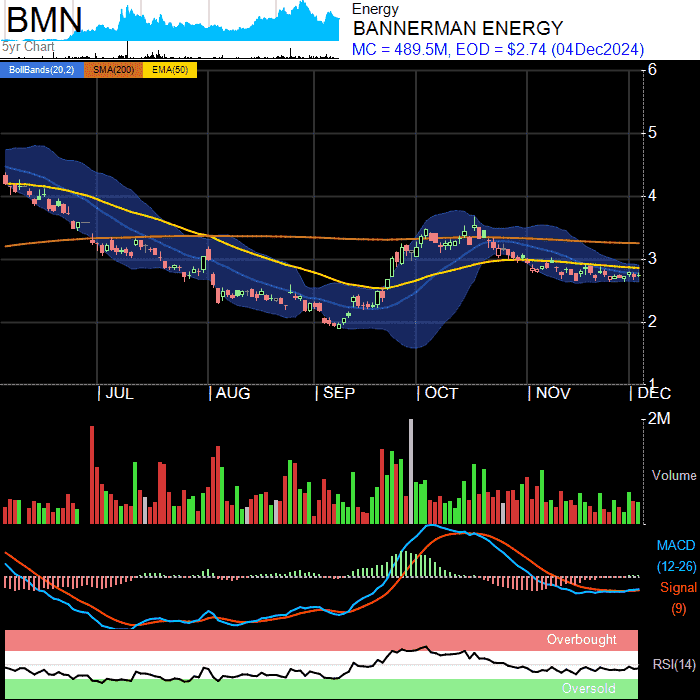 BMN
5yr Chart
Energy
BANNERMAN ENERGY
MC = 489.5M, EOD = $2.74 (04Dec2024)
BollBands(20,2) SMA(200) EMA(50)
6
5
4
3
2
1
JUL AUG SEP OCT NOV DEC
2M
Volume
MACD
(12-26)
Signal
(9)
Overbought
RSI(14)
Oversold